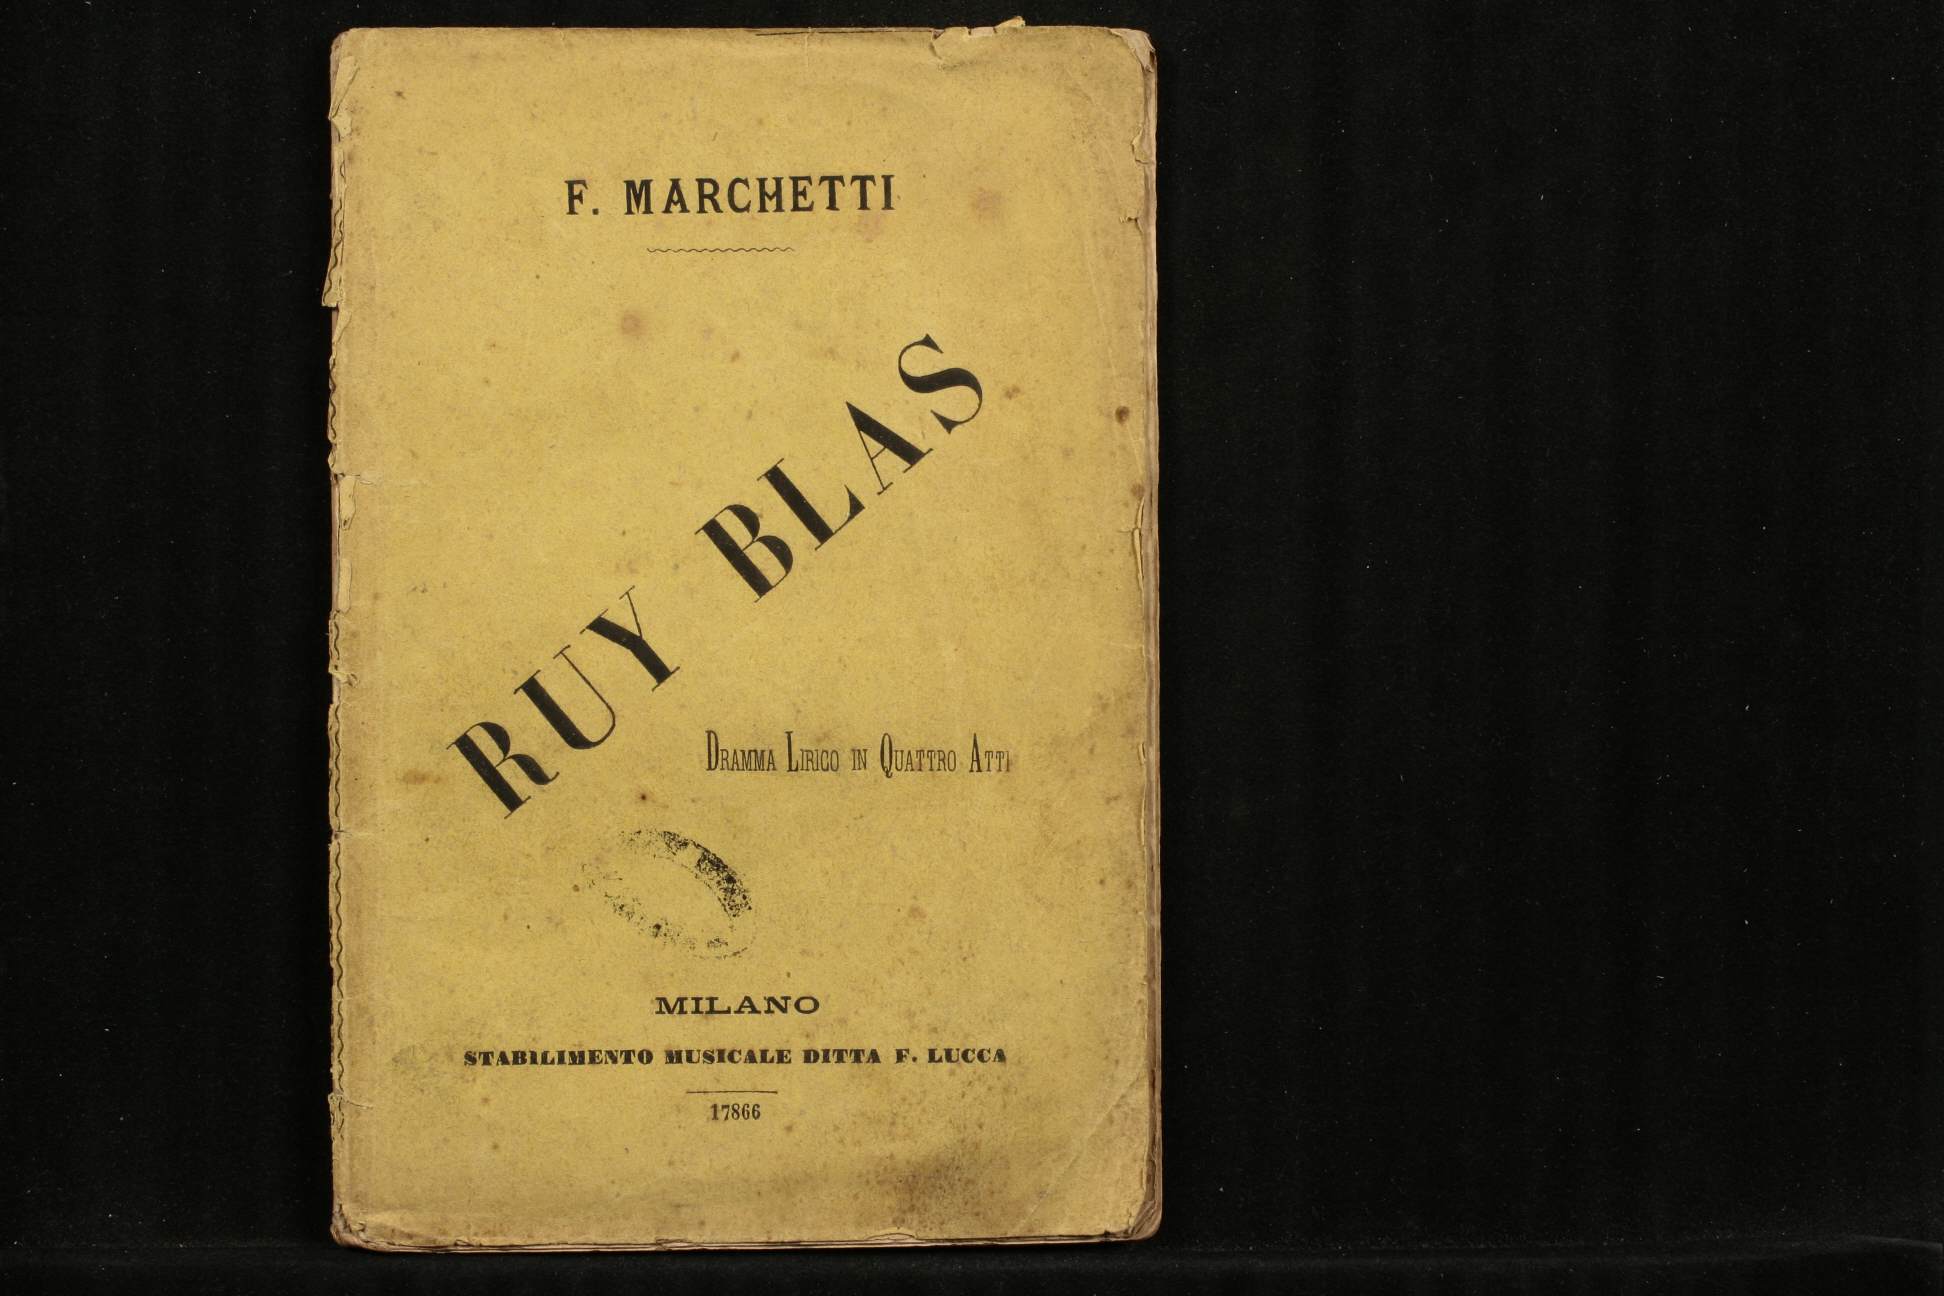 F. MARCHETTI
RUY BLAS
DRAMMA LIRICO IN QUATTRO ATTI
MILANO
STABILIMENTO MUSICALE DITTA F. LUCCA
17866